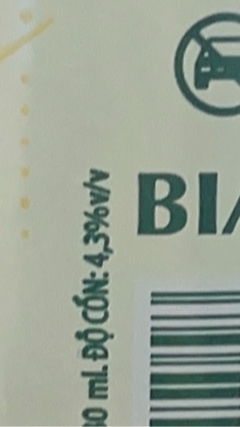 BI
ml. ĐỘ CỒN: 4,3% v/v